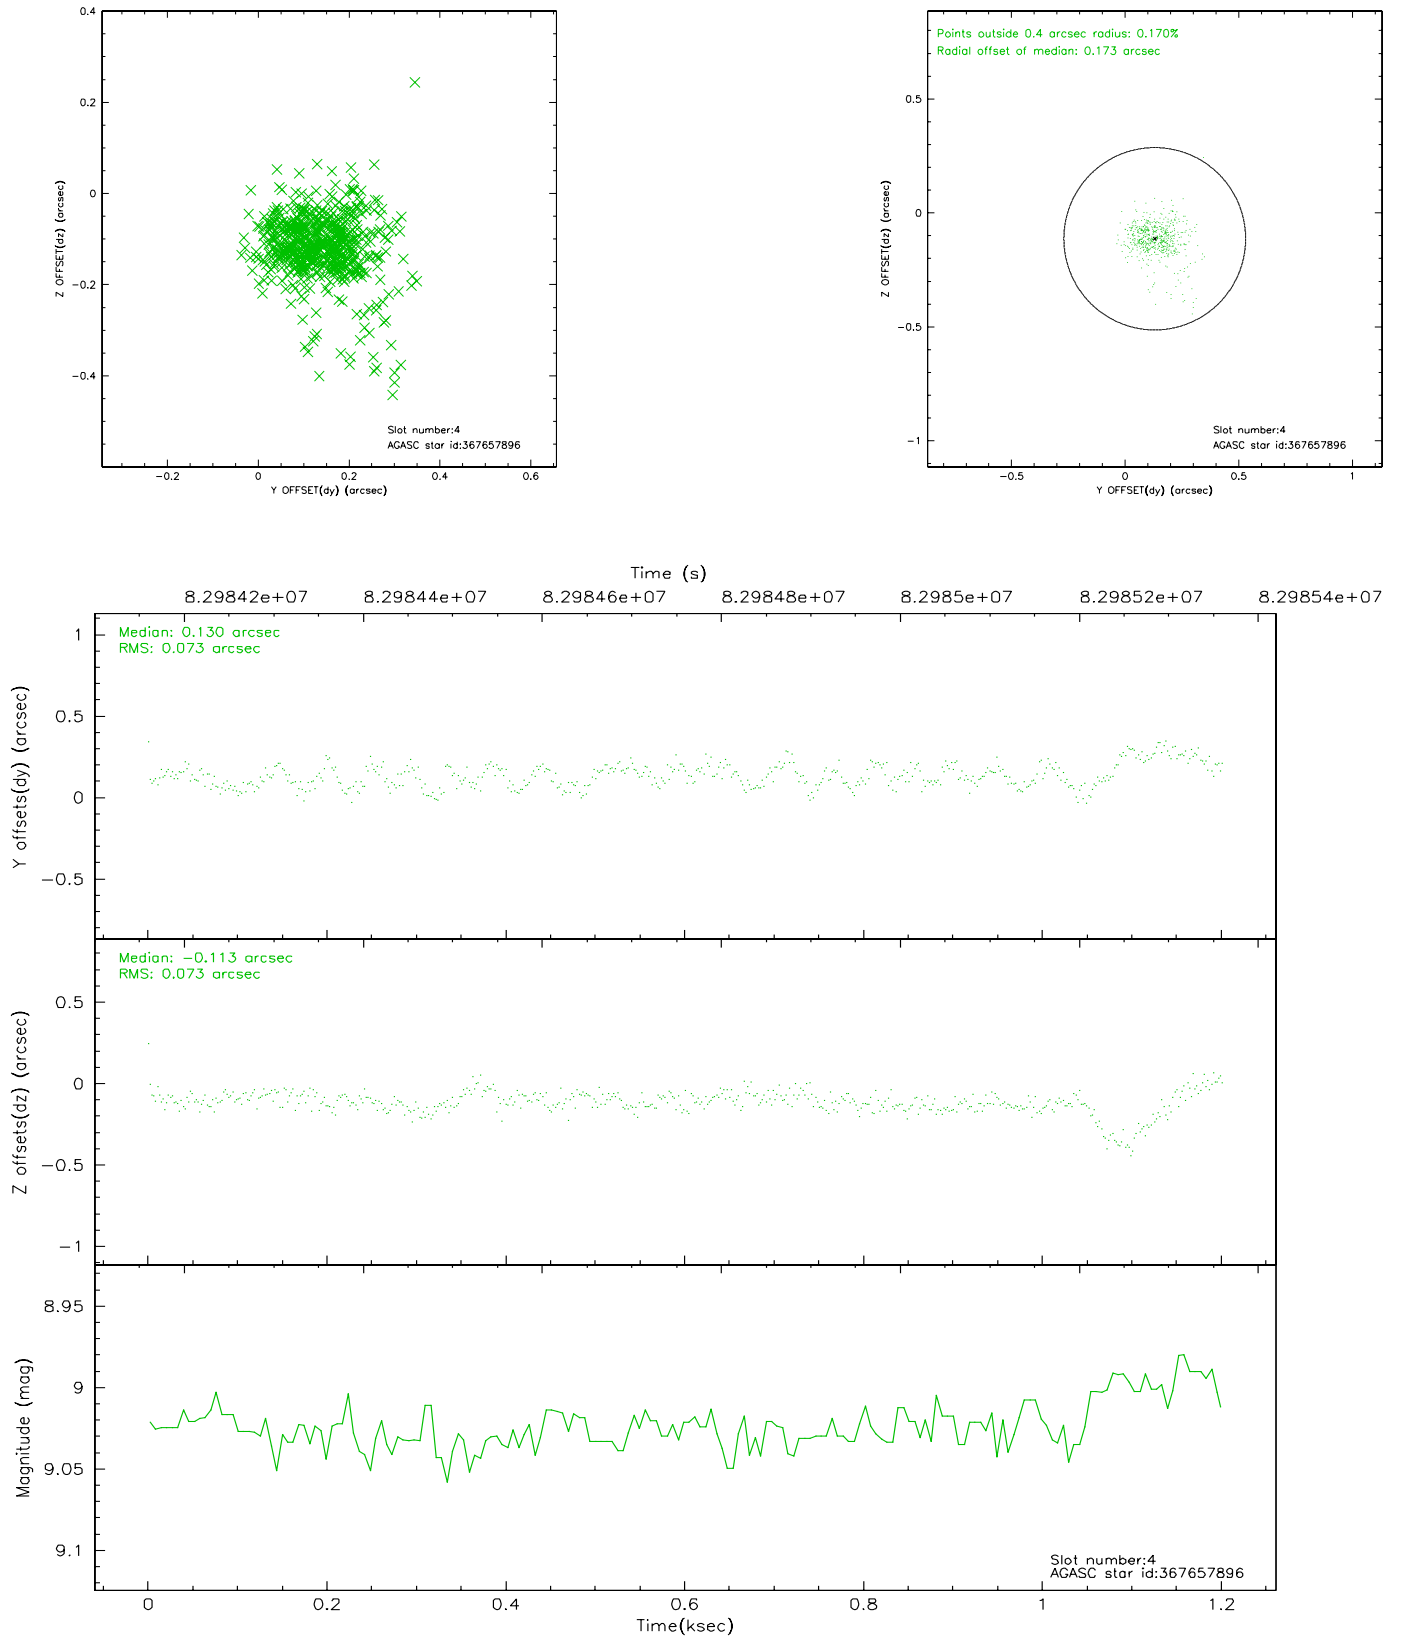 0.4
0.2
0
−0.2
−0.4
Z OFFSET(dz) (arcsec)
Slot number:4
AGASC star id:367657896
−0.2 0 0.2 0.4 0.6
Y OFFSET(dy) (arcsec)
Points outside 0.4 arcsec radius: 0.170%
Radial offset of median: 0.173 arcsec
0.5
0
−0.5
−1
Z OFFSET(dz) (arcsec)
Slot number:4
AGASC star id:367657896
−0.5 0 0.5 1
Y OFFSET(dy) (arcsec)
Time (s)
8.29842e+07 8.29844e+07 8.29846e+07 8.29848e+07 8.2985e+07 8.29852e+07 8.29854e+07
Median: 0.130 arcsec
RMS: 0.073 arcsec
1
0.5
0
−0.5
Y offsets(dy) (arcsec)
Median: −0.113 arcsec
RMS: 0.073 arcsec
0.5
0
−0.5
−1
Z offsets(dz) (arcsec)
8.95
9
9.05
9.1
Magnitude (mag)
Slot number:4
AGASC star id:367657896
0 0.2 0.4 0.6 0.8 1 1.2
Time(ksec)